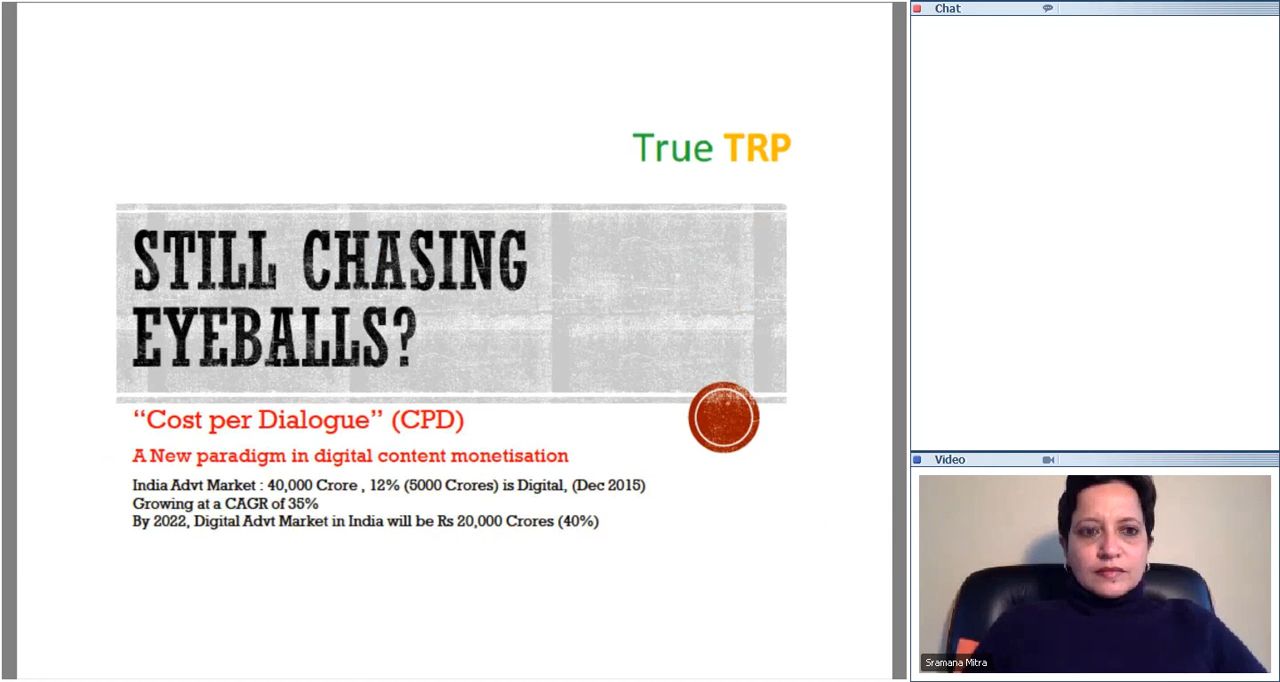 True TRP
STILL CHASING
EYEBALLS?
“Cost per Dialogue” (CPD)
A New paradigm in digital content monetisation
India Advt Market : 40,000 Crore , 12% (5000 Crores) is Digital, (Dec 2015)
Growing at a CAGR of 35%
By 2022, Digital Advt Market in India will be Rs 20,000 Crores (40%)
Chat
Video
Sramana Mitra